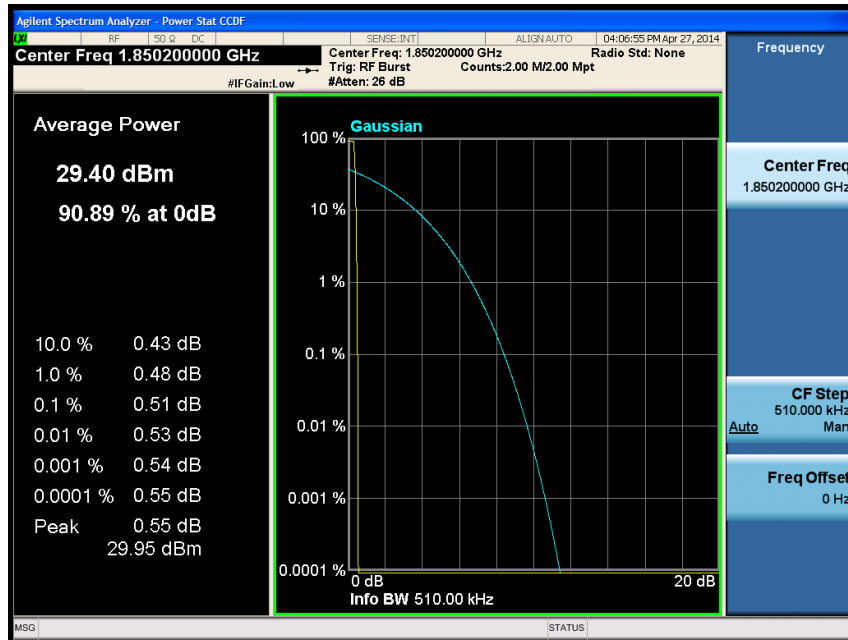 Agilent Spectrum Analyzer - Power Stat CCDF
RF 50 Ω DC SENSE:INT ALIGN AUTO 04:06:55 PM Apr 27, 2014
Center Freq 1.850200000 GHz
Center Freq: 1.850200000 GHz Radio Std: None
Trig: RF Burst Counts:2.00 M/2.00 Mpt
#IFGain:Low #Atten: 26 dB
Average Power
29.40 dBm
90.89 % at 0dB
10.0 % 0.43 dB
1.0 % 0.48 dB
0.1 % 0.51 dB
0.01 % 0.53 dB
0.001 % 0.54 dB
0.0001 % 0.55 dB
Peak 0.55 dB
29.95 dBm
Gaussian
100 %
10 %
1 %
0.1 %
0.01 %
0.001 %
0.0001 %
0 dB 20 dB
Info BW 510.00 kHz
Frequency
Center Freq
1.850200000 GHz
CF Step
510.000 kHz
Auto Man
Freq Offset
0 Hz
MSG STATUS